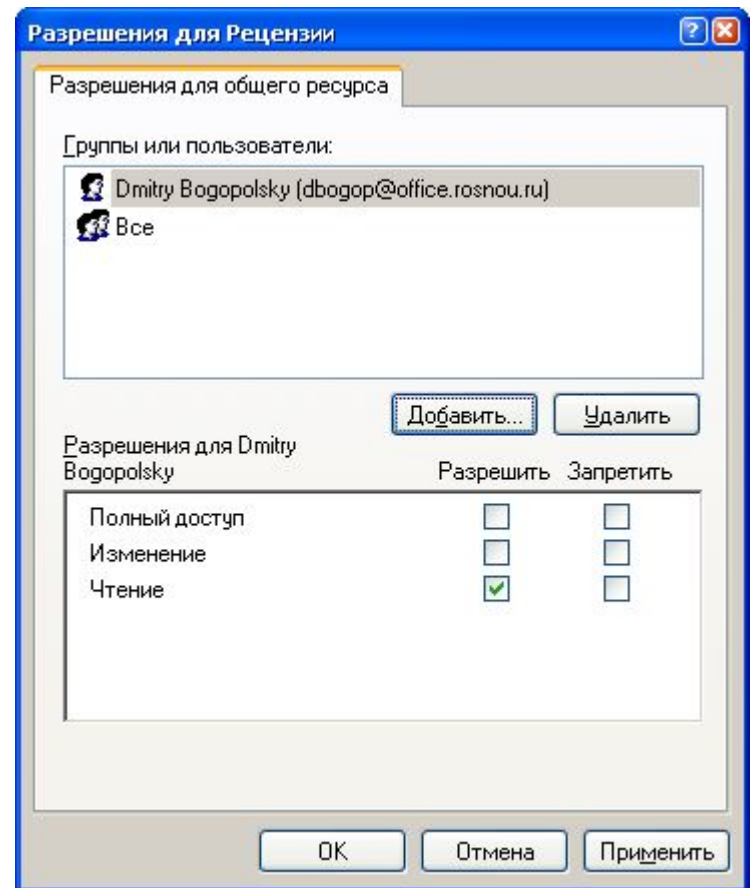 Разрешения для Рецензии
Разрешения для общего ресурса
Группы или пользователи:
Dmitry Bogopolsky (dbogop@office.rosnou.ru)
Все
Добавить... Удалить
Разрешения для Dmitry
Bogopolsky Разрешить Запретить
Полный доступ
Изменение
Чтение
OK Отмена Применить